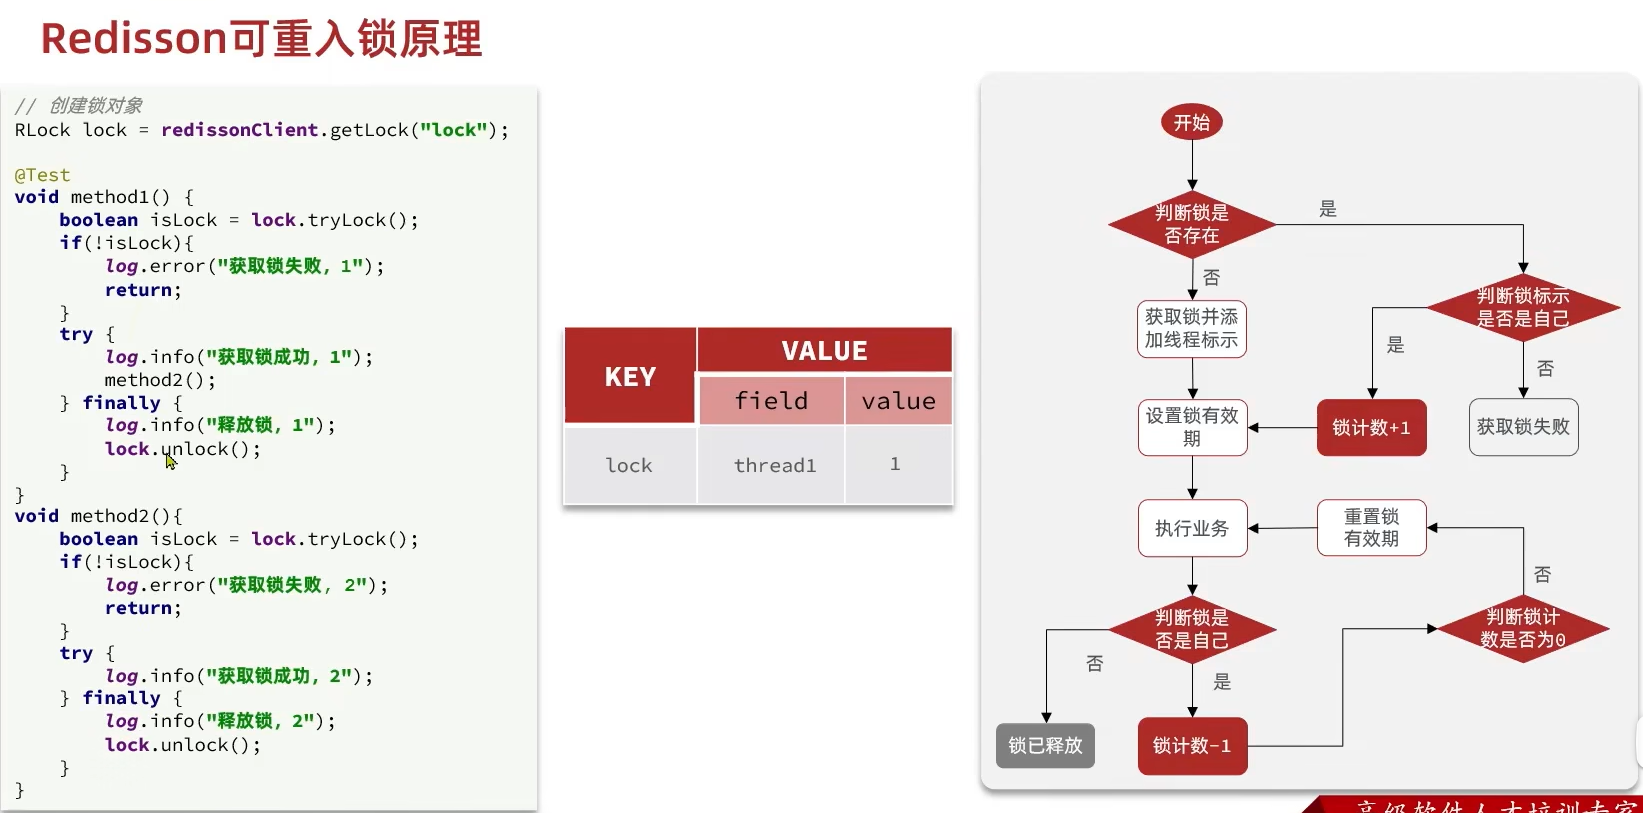 Redisson可重入锁原理
// 创建锁对象
RLock lock = redissonClient.getLock("lock");
@Test
void method1() {
boolean isLock = lock.tryLock();
if(!isLock){
log.error("获取锁失败，1");
return;
}
try {
log.info("获取锁成功，1");
method2();
} finally {
log.info("释放锁，1");
lock.unlock();
}
}
void method2(){
boolean isLock = lock.tryLock();
if(!isLock){
log.error("获取锁失败, 2");
return;
}
try {
log.info("获取锁成功，2");
} finally {
log.info("释放锁，2");
lock.unlock();
}
}
KEY
VALUE
field
value
lock
thread1
1
开始
判断锁是
否存在
是
否
判断锁标示
是否是自己
获取锁并添
加线程标示
是
否
设置锁有效
期
锁计数+1
获取锁失败
执行业务
重置锁
有效期
否
判断锁是
否是自己
判断锁计
数是否为0
否
是
锁已释放
锁计数-1
高级软件人才培训专家